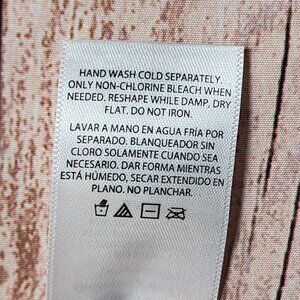 HAND WASH COLD SEPARATELY.
ONLY NON-CHLORINE BLEACH WHEN
NEEDED. RESHAPE WHILE DAMP, DRY
FLAT. DO NOT IRON.
LAVAR A MANO EN AGUA FRÍA POR
SEPARADO. BLANQUEADOR SIN
CLORO SOLAMENTE CUANDO SEA
NECESARIO. DAR FORMA MIENTRAS
ESTÁ HÚMEDO, SECAR EXTENDIDO EN
PLANO. NO PLANCHAR.